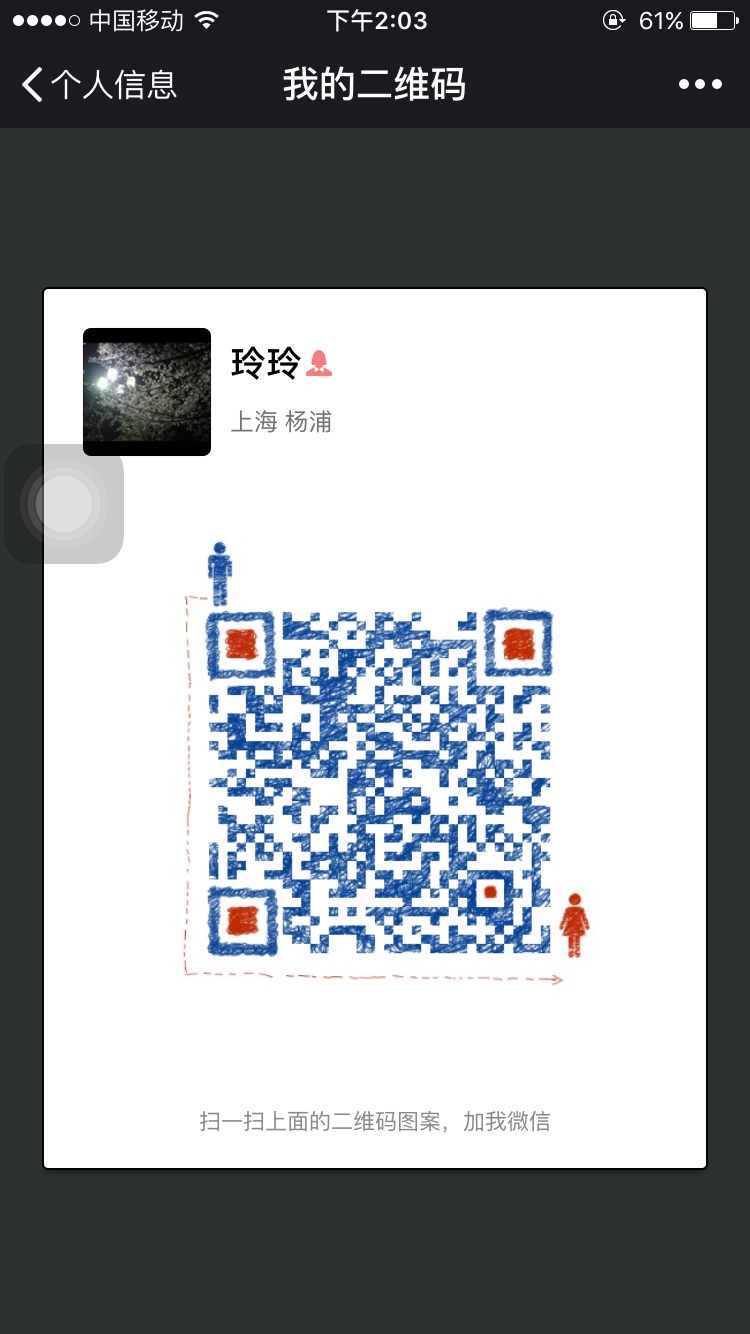 中国移动 下午2:03 61%
个人信息 我的二维码
玲玲
上海 杨浦
扫一扫上面的二维码图案，加我微信